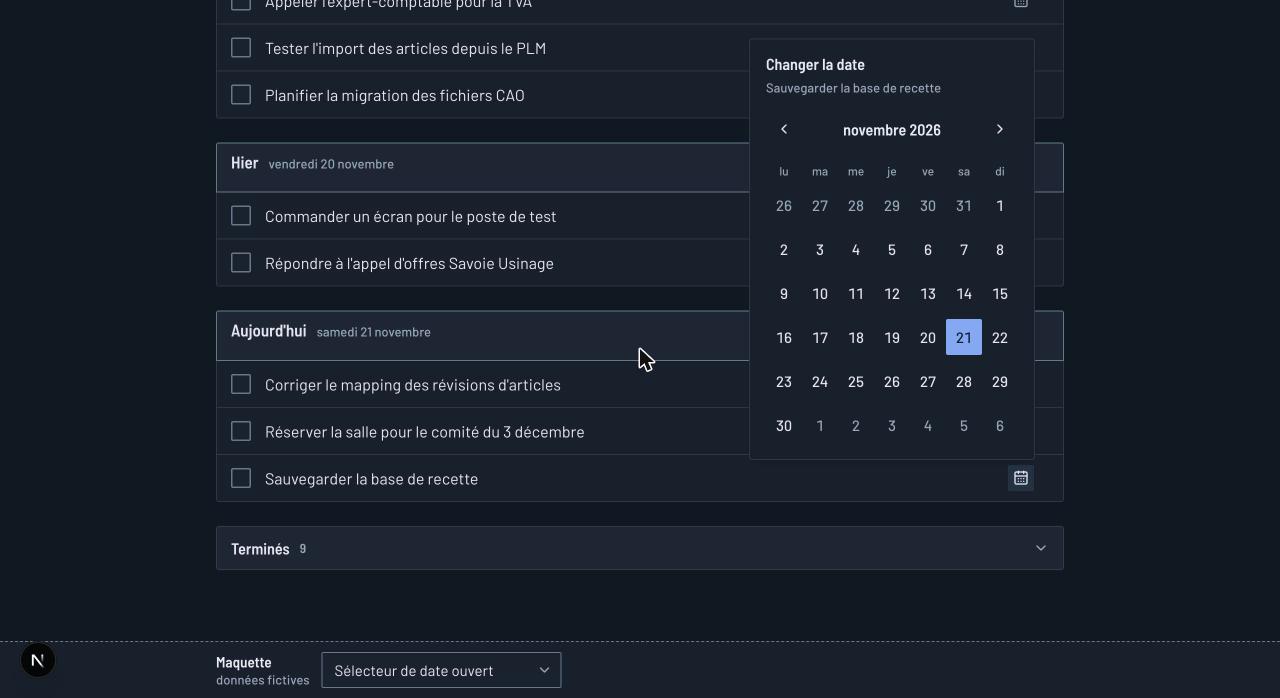 Appeler l'expert-comptable pour la TVA
Tester l'import des articles depuis le PLM
Planifier la migration des fichiers CAO
Hier vendredi 20 novembre
Commander un écran pour le poste de test
Répondre à l'appel d'offres Savoie Usinage
Aujourd'hui samedi 21 novembre
Corriger le mapping des révisions d'articles
Réserver la salle pour le comité du 3 décembre
Sauvegarder la base de recette
Changer la date
Sauvegarder la base de recette
novembre 2026
lu ma me je ve sa di
26 27 28 29 30 31 1
2 3 4 5 6 7 8
9 10 11 12 13 14 15
16 17 18 19 20 21 22
23 24 25 26 27 28 29
30 1 2 3 4 5 6
Terminés 9
N
Maquette
données fictives
Sélecteur de date ouvert